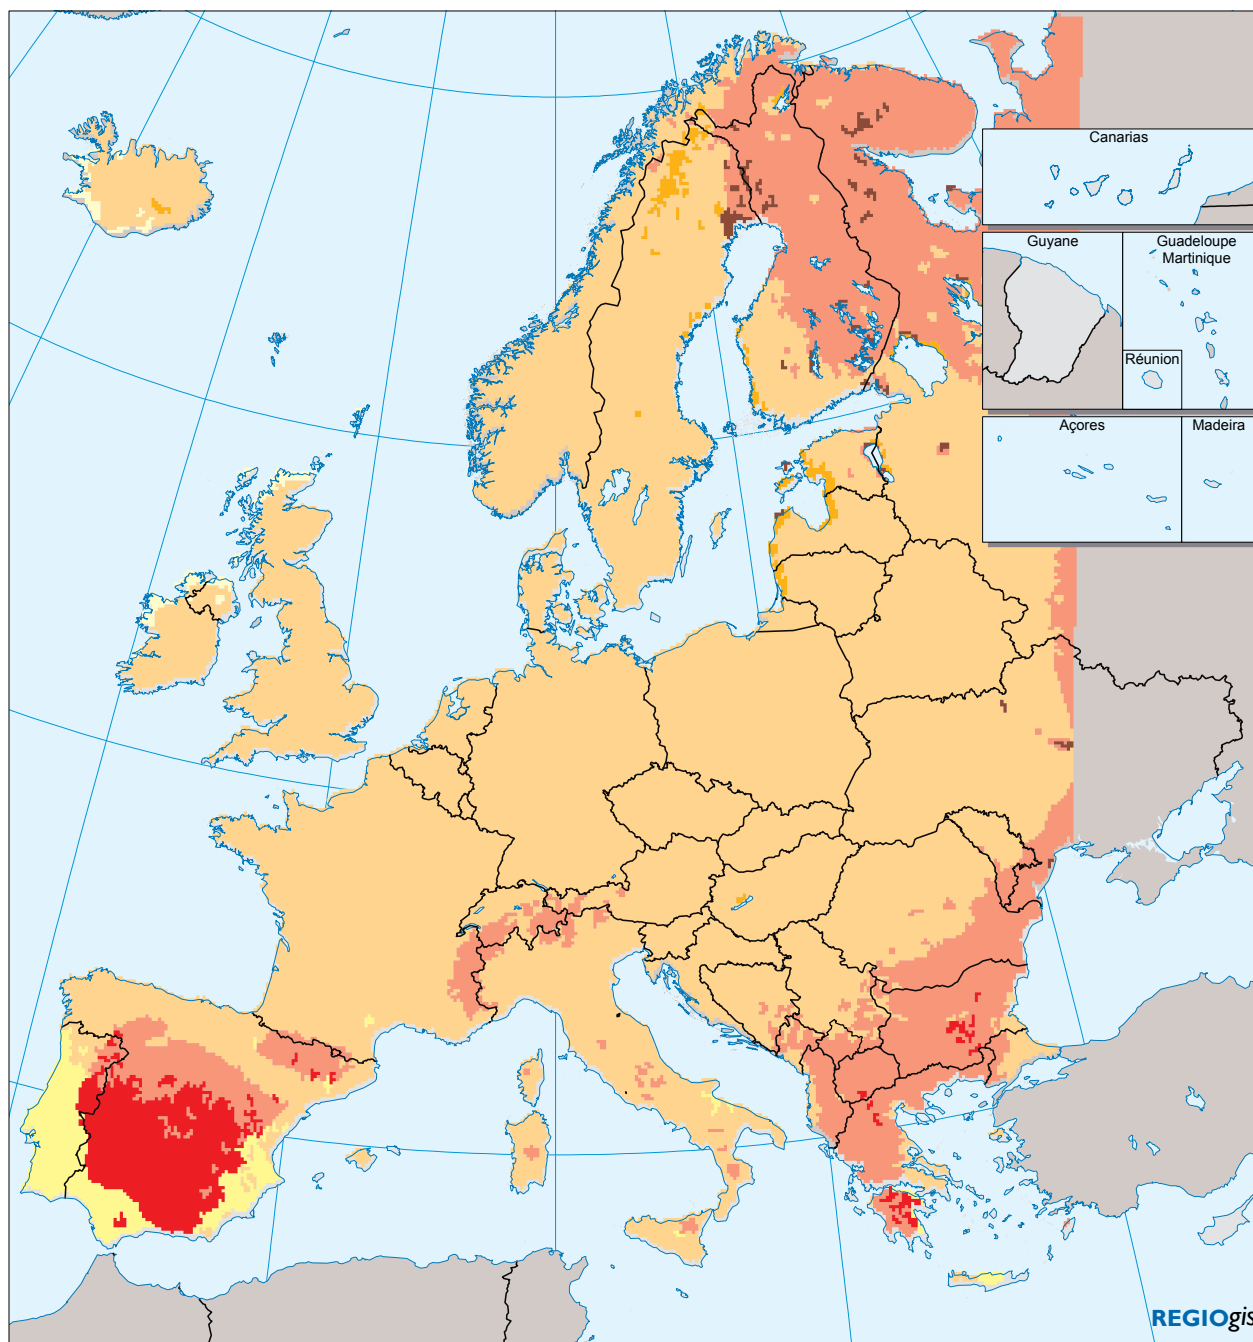 Canarias
Guyane
Guadeloupe
Martinique
Réunion
Açores
Madeira
REGIOgis